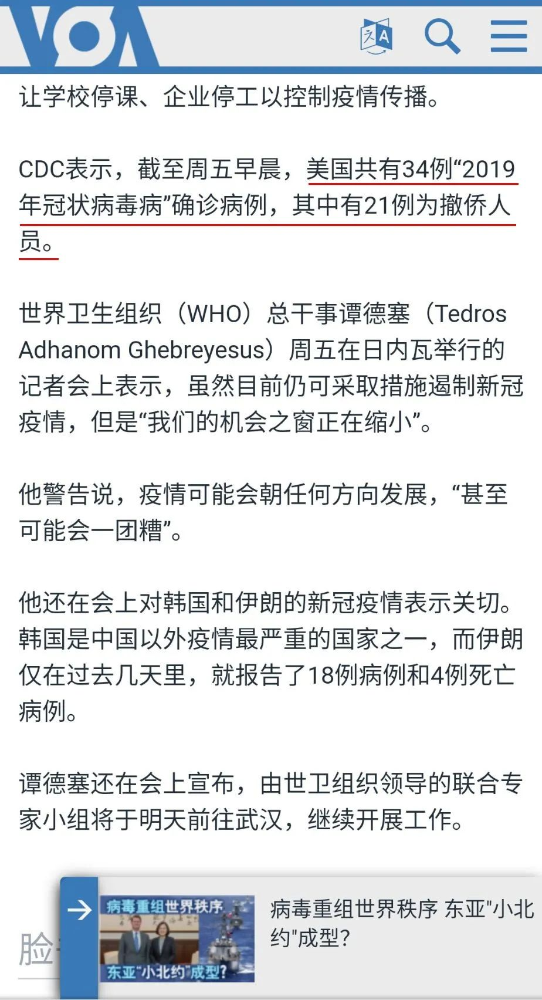 VOA
文A
让学校停课、企业停工以控制疫情传播。
CDC表示，截至周五早晨，美国共有34例“2019
年冠状病毒病”确诊病例，其中有21例为撤侨人
员。
世界卫生组织（WHO）总干事谭德塞（Tedros
Adhanom Ghebreyesus）周五在日内瓦举行的
记者会上表示，虽然目前仍可采取措施遏制新冠
疫情，但是“我们的机会之窗正在缩小”。
他警告说，疫情可能会朝任何方向发展，“甚至
可能会一团糟”。
他还在会上对韩国和伊朗的新冠疫情表示关切。
韩国是中国以外疫情最严重的国家之一，而伊朗
仅在过去几天里，就报告了18例病例和4例死亡
病例。
谭德塞还在会上宣布，由世卫组织领导的联合专
家小组将于明天前往武汉，继续开展工作。
病毒重组世界秩序
东亚“小北约”成型?
病毒重组世界秩序 东亚"小北
约"成型?
脸